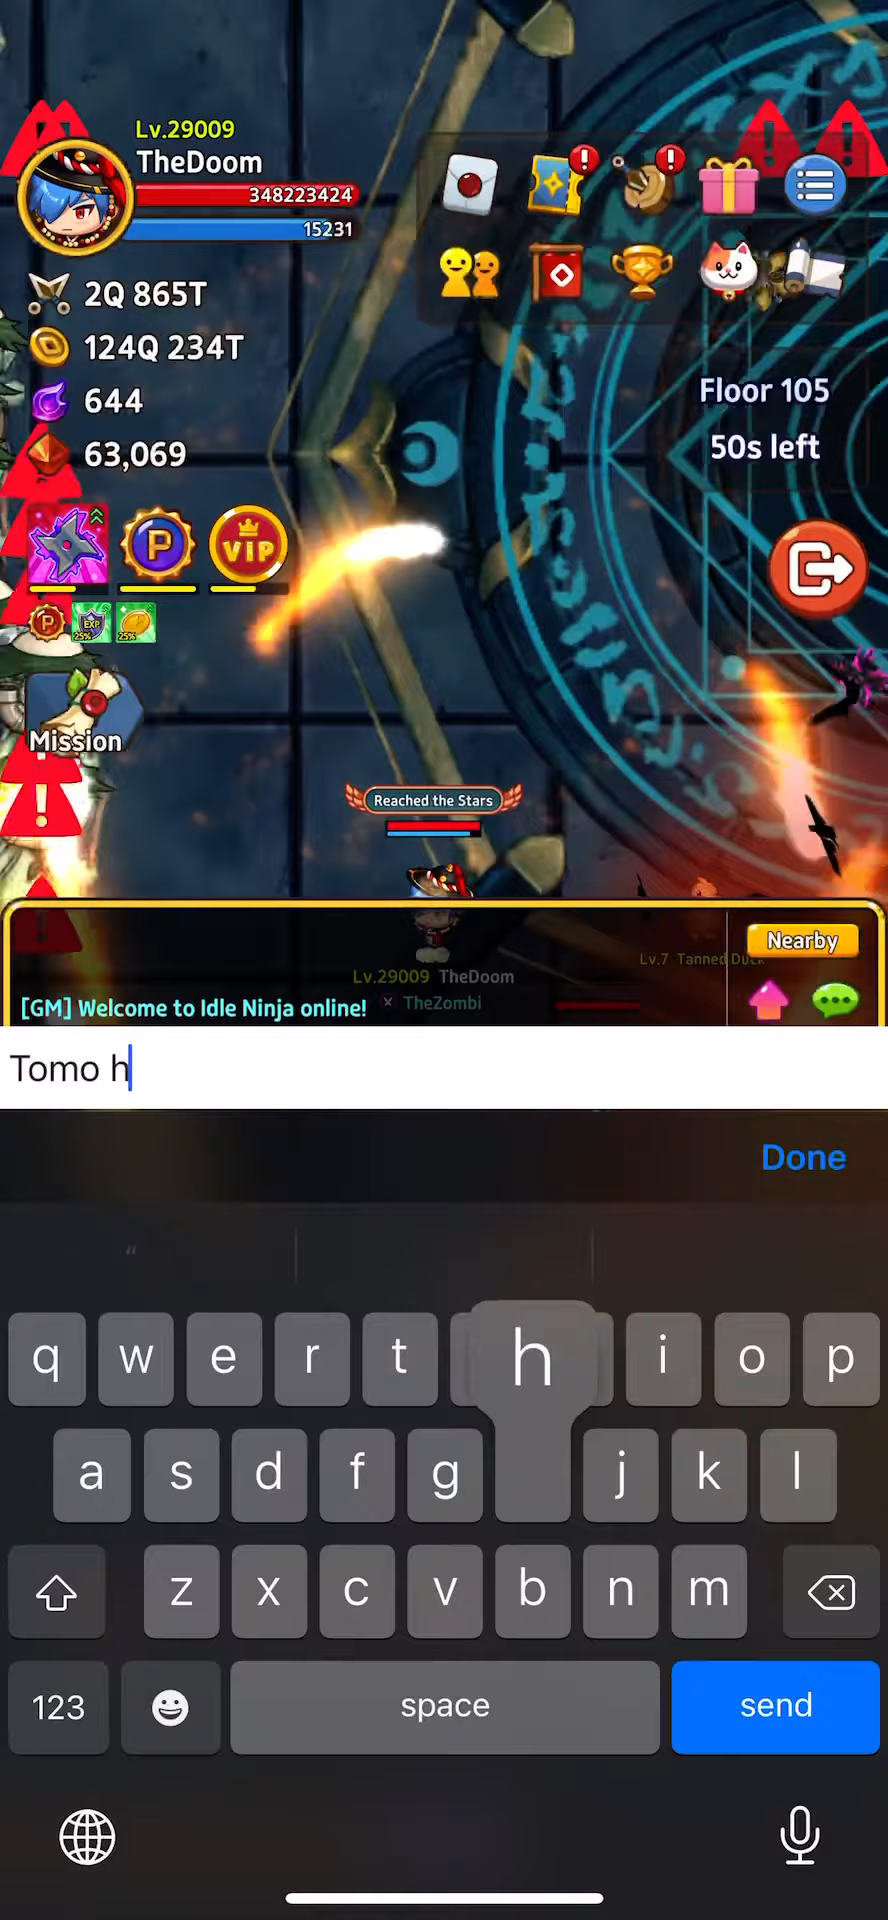 Lv.29009
TheDoom
348223424
15231
2Q 865T
124Q 234T
644
63,069
Floor 105
50s left
P
VIP
P
EXP
25%
25%
Mission
Reached the Stars
Nearby
Lv.7 Tanned Duck
Lv.29009 TheDoom
TheZombi
[GM] Welcome to Idle Ninja online!
Tomo h
Done
“
q w e r t h i o p
a s d f g j k l
z x c v b n m
123 space send